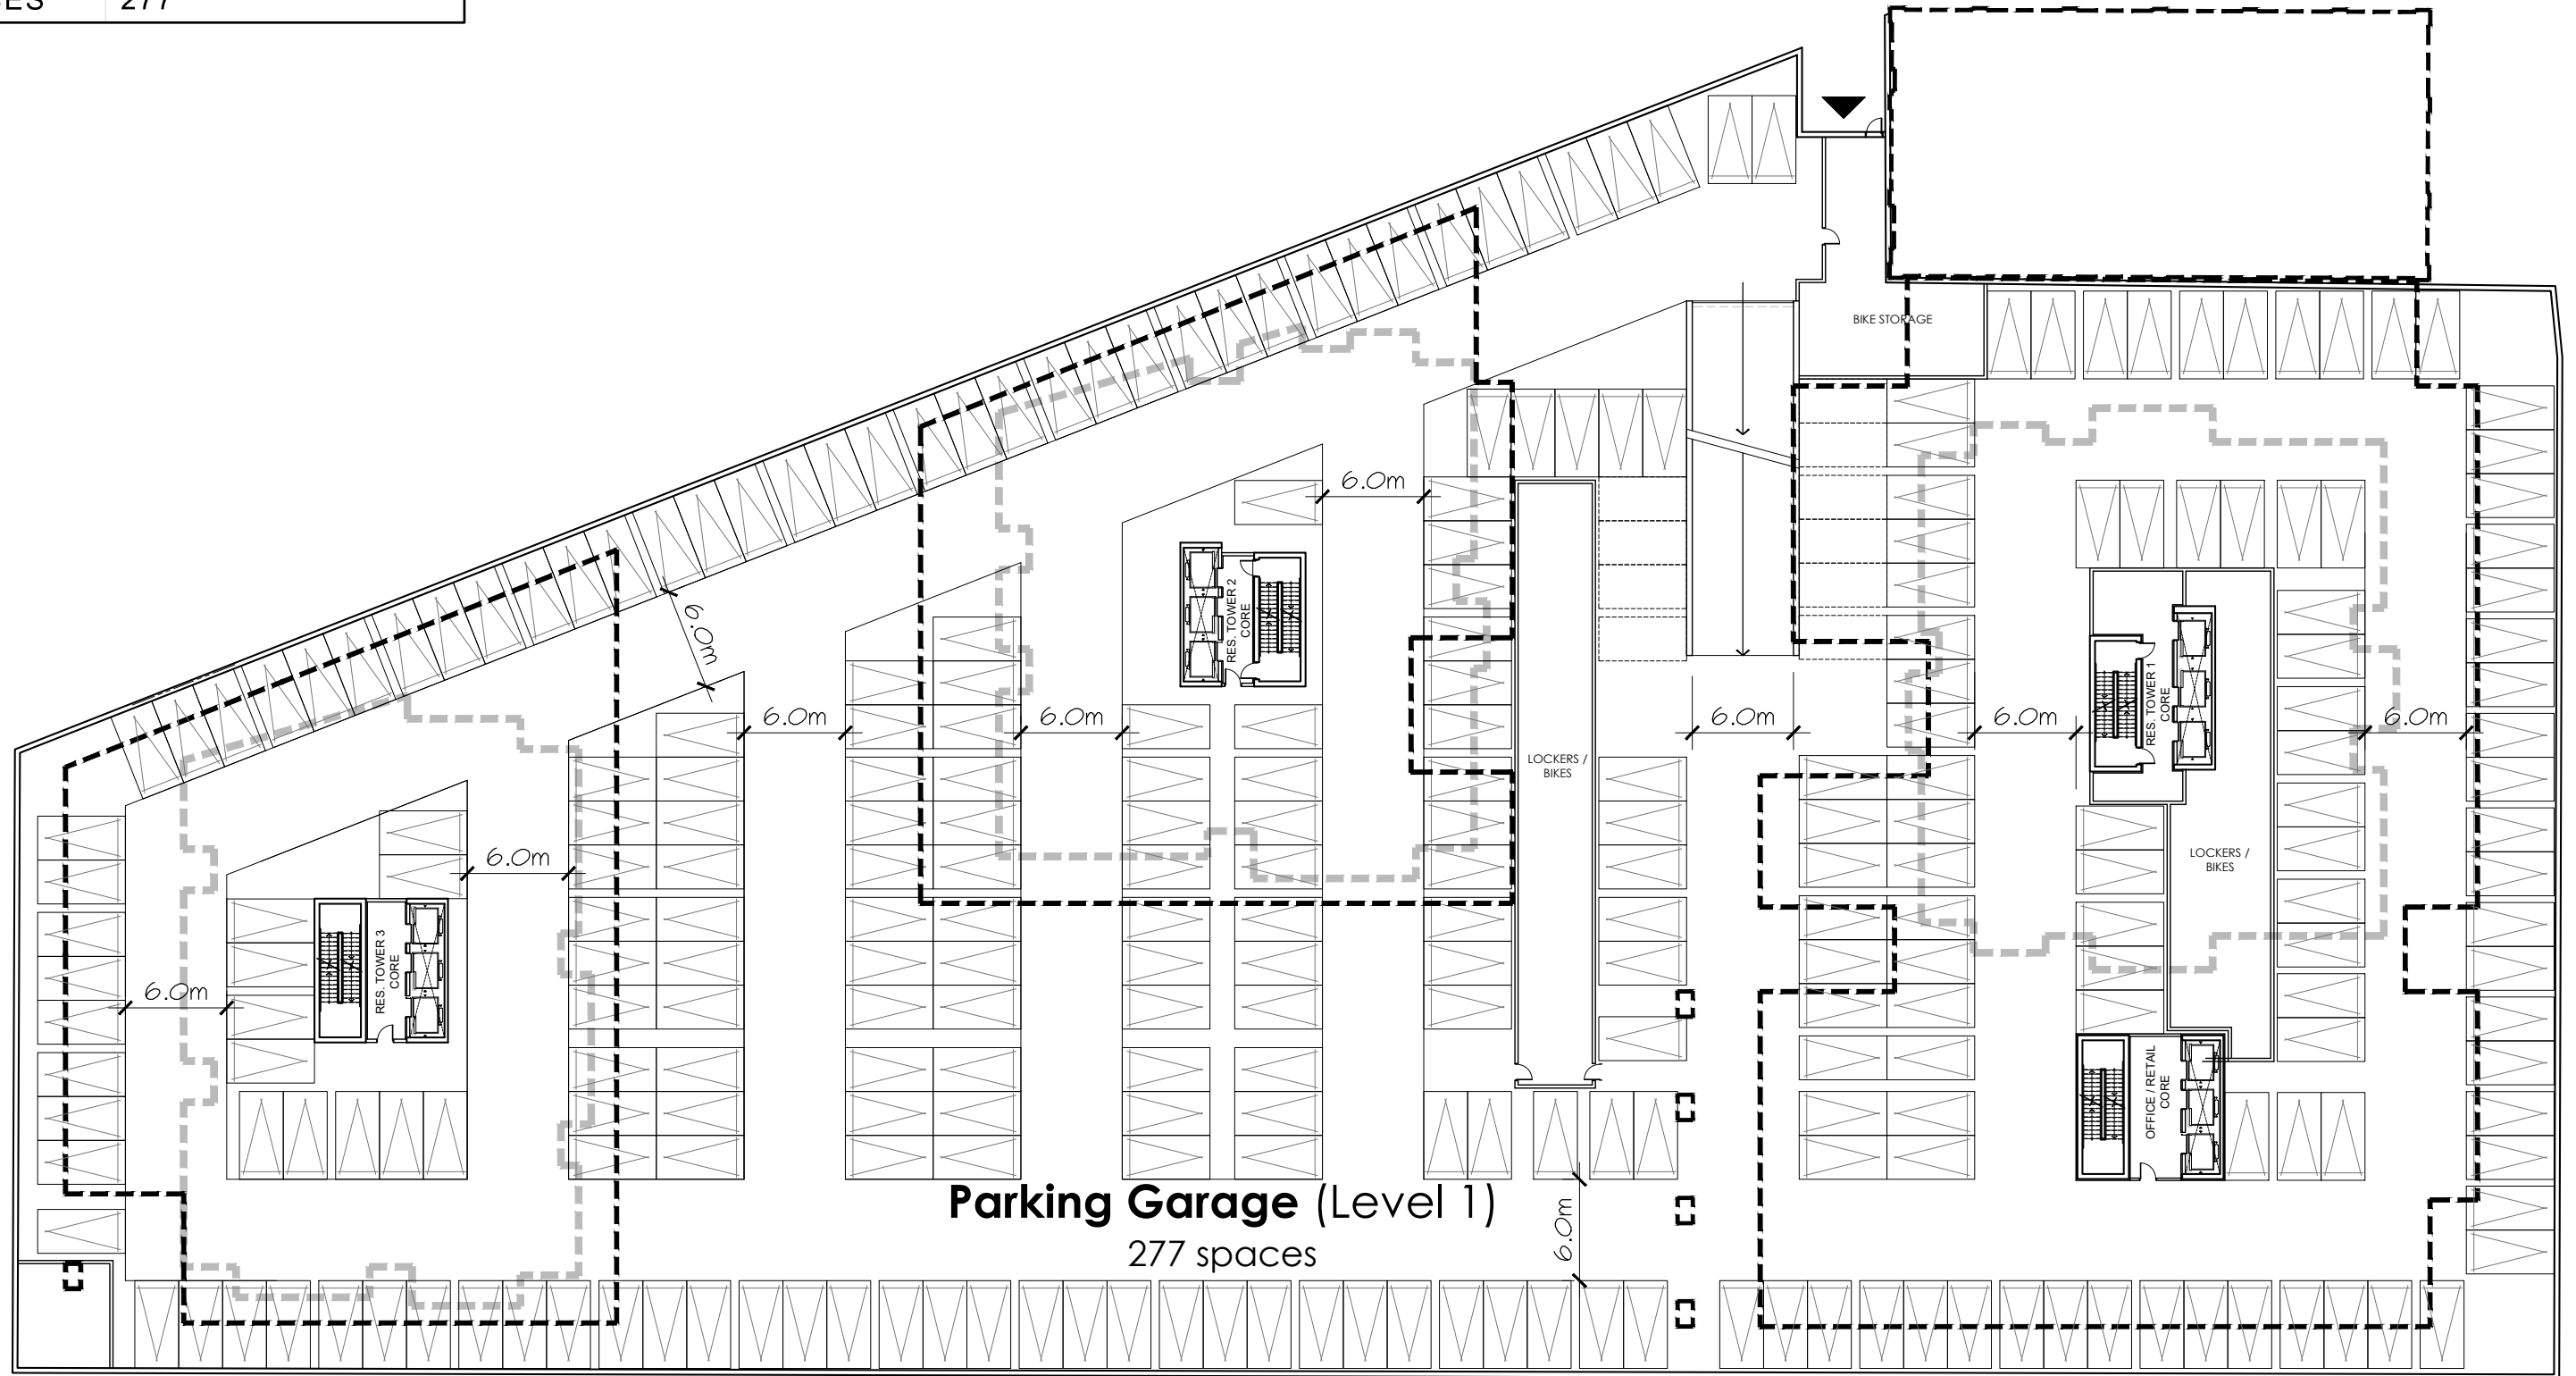 277
BIKE STORAGE
6.0m
RES. TOWER 2
CORE
6.0m
6.0m
6.0m
6.0m
6.0m
6.0m
RES. TOWER 1
CORE
LOCKERS /
BIKES
6.0m
6.0m
LOCKERS /
BIKES
RES. TOWER 3
CORE
6.0m
OFFICE / RETAIL
CORE
Parking Garage (Level 1)
277 spaces
6.0m